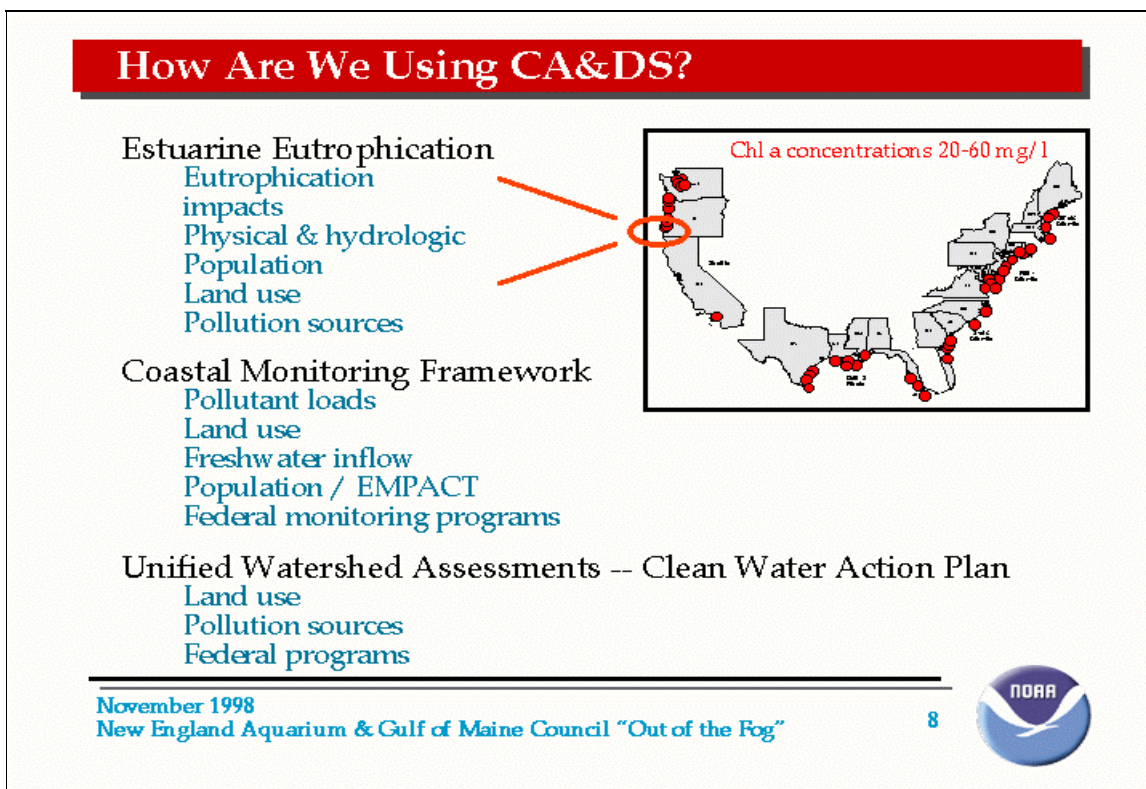 How Are We Using CA&DS?
Estuarine Eutrophication
Eutrophication
impacts
Physical & hydrologic
Population
Land use
Pollution sources
Chl a concentrations 20-60 mg/l
Coastal Monitoring Framework
Pollutant loads
Land use
Freshwater inflow
Population / EMPACT
Federal monitoring programs
Unified Watershed Assessments -- Clean Water Action Plan
Land use
Pollution sources
Federal programs
November 1998
New England Aquarium & Gulf of Maine Council “Out of the Fog”
8
NOAA